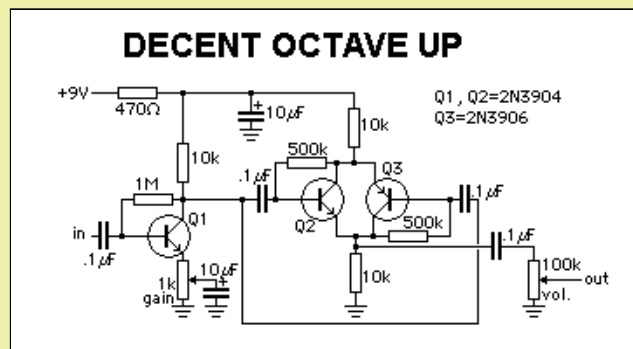 DECENT OCTAVE UP
+9V
470Ω
+
10µF
Q1, Q2=2N3904
Q3=2N3906
10k
10k
500k
Q3
1M
.1µF
.1µF
Q1
Q2
500k
in
.1µF
10µF
+
.1µF
1k
gain
10k
100k
out
vol.